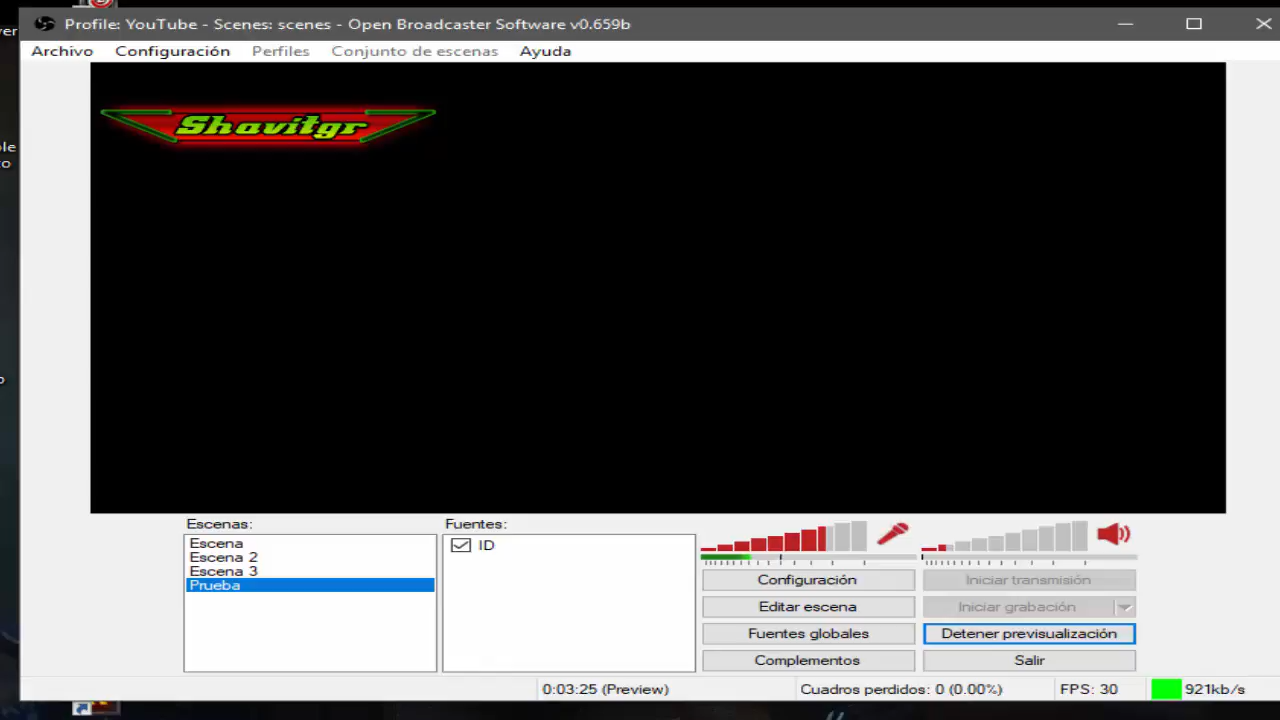 Profile: YouTube - Scenes: scenes - Open Broadcaster Software v0.659b
Archivo Configuración Perfiles Conjunto de escenas Ayuda
Shavitgr
Escenas:
Escena
Escena 2
Escena 3
Prueba
Fuentes:
ID
Configuración
Editar escena
Fuentes globales
Complementos
Iniciar transmisión
Iniciar grabación
Detener previsualización
Salir
0:03:25 (Preview) Cuadros perdidos: 0 (0.00%) FPS: 30 921kb/s